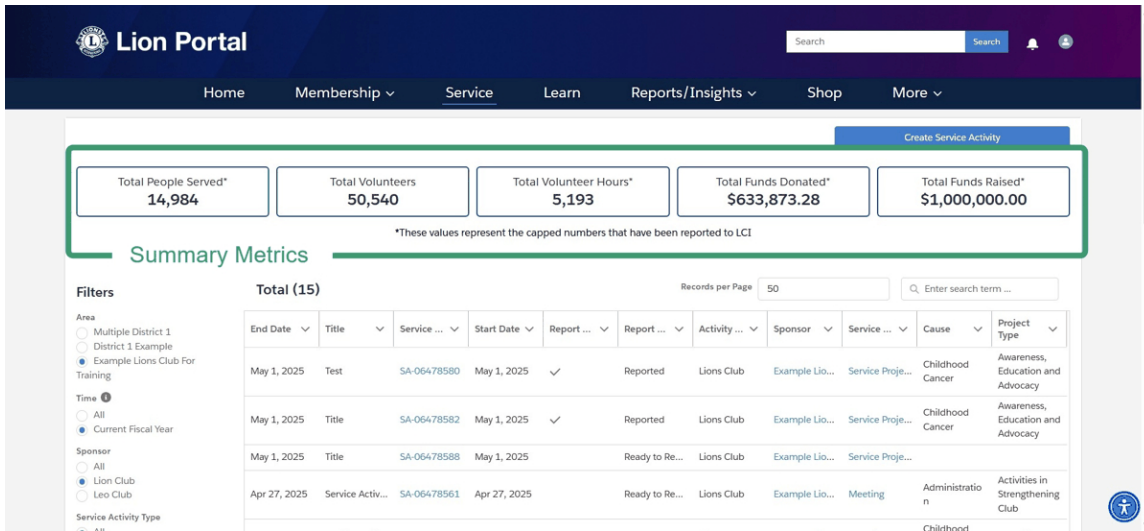 LIONS
L
Lion Portal
Search
Search
Home
Membership
Service
Learn
Reports/Insights
Shop
More
Create Service Activity
Total People Served*
14,984
Total Volunteers
50,540
Total Volunteer Hours*
5,193
Total Funds Donated*
$633,873.28
Total Funds Raised*
$1,000,000.00
*These values represent the capped numbers that have been reported to LCI
Summary Metrics
Filters
Area
Multiple District 1
District 1 Example
Example Lions Club For
Training
Time
All
Current Fiscal Year
Sponsor
All
Lion Club
Leo Club
Service Activity Type
All
Total (15)
Records per Page
50
Enter search term ...
End Date
Title
Service ...
Start Date
Report ...
Report ...
Activity ...
Sponsor
Service ...
Cause
Project
Type
May 1, 2025
Test
SA-06478580
May 1, 2025
Reported
Lions Club
Example Lio...
Service Proje...
Childhood
Cancer
Awareness,
Education and
Advocacy
May 1, 2025
Title
SA-06478582
May 1, 2025
Reported
Lions Club
Example Lio...
Service Proje...
Childhood
Cancer
Awareness,
Education and
Advocacy
May 1, 2025
Title
SA-06478588
May 1, 2025
Ready to Re...
Lions Club
Example Lio...
Service Proje...
Apr 27, 2025
Service Activ...
SA-06478561
Apr 27, 2025
Ready to Re...
Lions Club
Example Lio...
Meeting
Administratio
n
Activities in
Strengthening
Club
Childhood